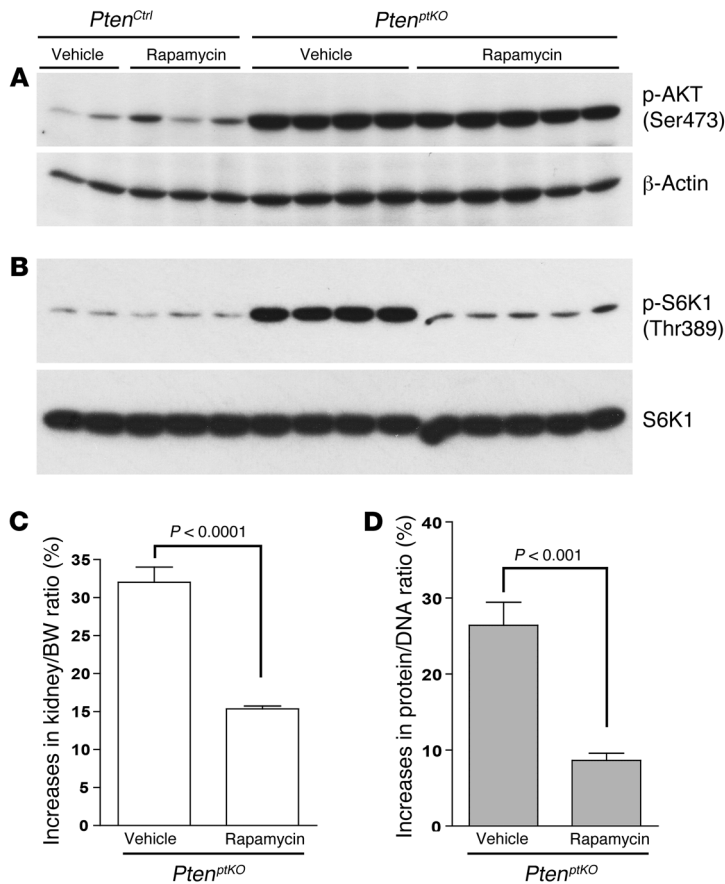 Pten^Ctrl Pten^ptKO
Vehicle Rapamycin Vehicle Rapamycin
A
p-AKT
(Ser473)
β-Actin
B
p-S6K1
(Thr389)
S6K1
C
Increases in kidney/BW ratio (%)
35
30
25
20
15
10
5
0
P < 0.0001
Vehicle Rapamycin
Pten^ptKO
D
Increases in protein/DNA ratio (%)
40
30
20
10
0
P < 0.001
Vehicle Rapamycin
Pten^ptKO